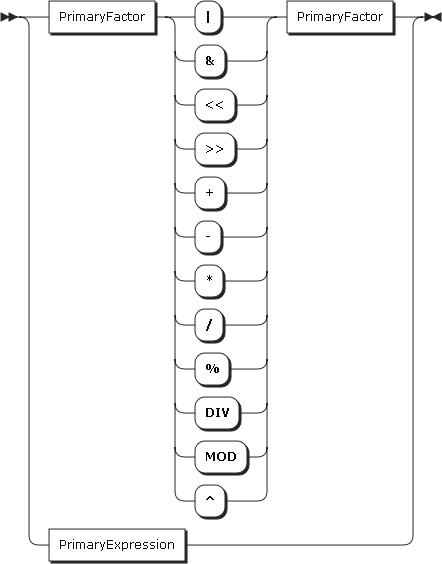 PrimaryFactor | PrimaryFactor
&
<<
>>
+
-
*
/
%
DIV
MOD
^
PrimaryExpression